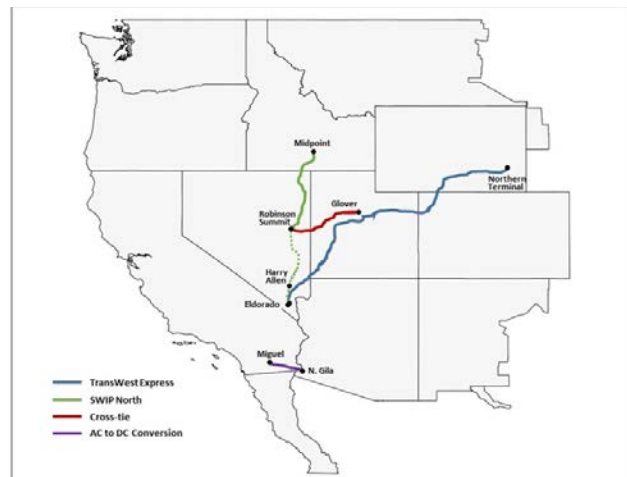 Midpoint
Northern
Terminal
Glover
Robinson
Summit
Harry
Allen
Eldorado
Miguel
N. Gila
TransWest Express
SWIP North
Cross-tie
AC to DC Conversion